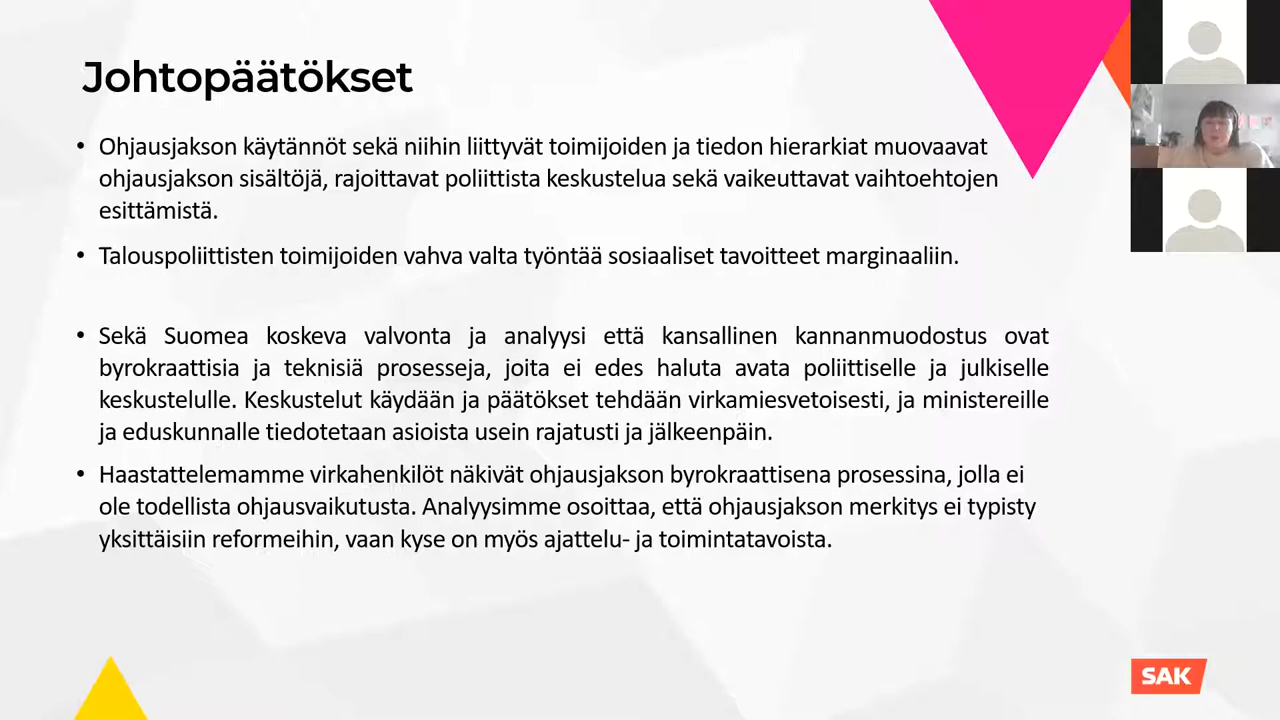 Johtopäätökset
• Ohjausjakson käytännöt sekä niihin liittyvät toimijoiden ja tiedon hierarkiat muovaavat
ohjausjakson sisältöjä, rajoittavat poliittista keskustelua sekä vaikeuttavat vaihtoehtojen
esittämistä.
• Talouspoliittisten toimijoiden vahva valta työntää sosiaaliset tavoitteet marginaaliin.
• Sekä Suomea koskeva valvonta ja analyysi että kansallinen kannanmuodostus ovat
byrokraattisia ja teknisiä prosesseja, joita ei edes haluta avata poliittiselle ja julkiselle
keskustelulle. Keskustelut käydään ja päätökset tehdään virkamiesvetoisesti, ja ministereille
ja eduskunnalle tiedotetaan asioista usein rajatusti ja jälkeenpäin.
• Haastattelemamme virkahenkilöt näkivät ohjausjakson byrokraattisena prosessina, jolla ei
ole todellista ohjausvaikutusta. Analyysimme osoittaa, että ohjausjakson merkitys ei typisty
yksittäisiin reformeihin, vaan kyse on myös ajattelu- ja toimintatavoista.
SAK